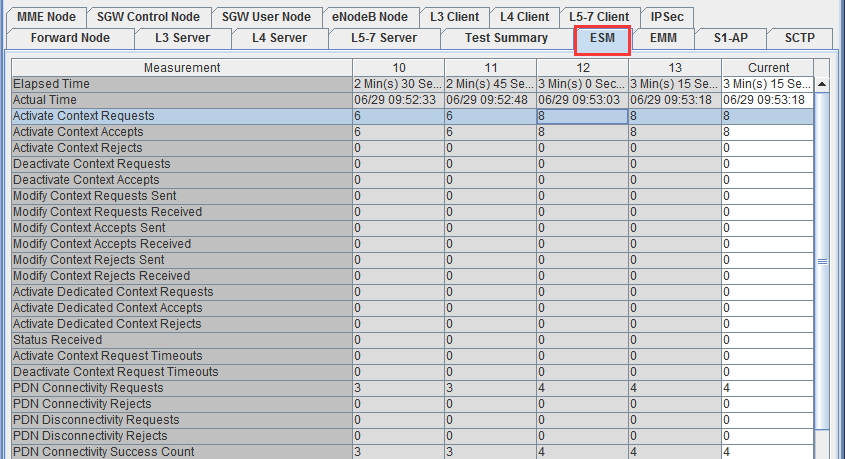 MME Node SGW Control Node SGW User Node eNodeB Node L3 Client L4 Client L5-7 Client IPSec
Forward Node L3 Server L4 Server L5-7 Server Test Summary ESM EMM S1-AP SCTP
Measurement 10 11 12 13 Current
Elapsed Time 2 Min(s) 30 Se... 2 Min(s) 45 Se... 3 Min(s) 0 Sec... 3 Min(s) 15 Se... 3 Min(s) 15 Se...
Actual Time 06/29 09:52:33 06/29 09:52:48 06/29 09:53:03 06/29 09:53:18 06/29 09:53:18
Activate Context Requests 6 6 8 8 8
Activate Context Accepts 6 6 8 8 8
Activate Context Rejects 0 0 0 0 0
Deactivate Context Requests 0 0 0 0 0
Deactivate Context Accepts 0 0 0 0 0
Modify Context Requests Sent 0 0 0 0 0
Modify Context Requests Received 0 0 0 0 0
Modify Context Accepts Sent 0 0 0 0 0
Modify Context Accepts Received 0 0 0 0 0
Modify Context Rejects Sent 0 0 0 0 0
Modify Context Rejects Received 0 0 0 0 0
Activate Dedicated Context Requests 0 0 0 0 0
Activate Dedicated Context Accepts 0 0 0 0 0
Activate Dedicated Context Rejects 0 0 0 0 0
Status Received 0 0 0 0 0
Activate Context Request Timeouts 0 0 0 0 0
Deactivate Context Request Timeouts 0 0 0 0 0
PDN Connectivity Requests 3 3 4 4 4
PDN Connectivity Rejects 0 0 0 0 0
PDN Disconnectivity Requests 0 0 0 0 0
PDN Disconnectivity Rejects 0 0 0 0 0
PDN Connectivity Success Count 3 3 4 4 4